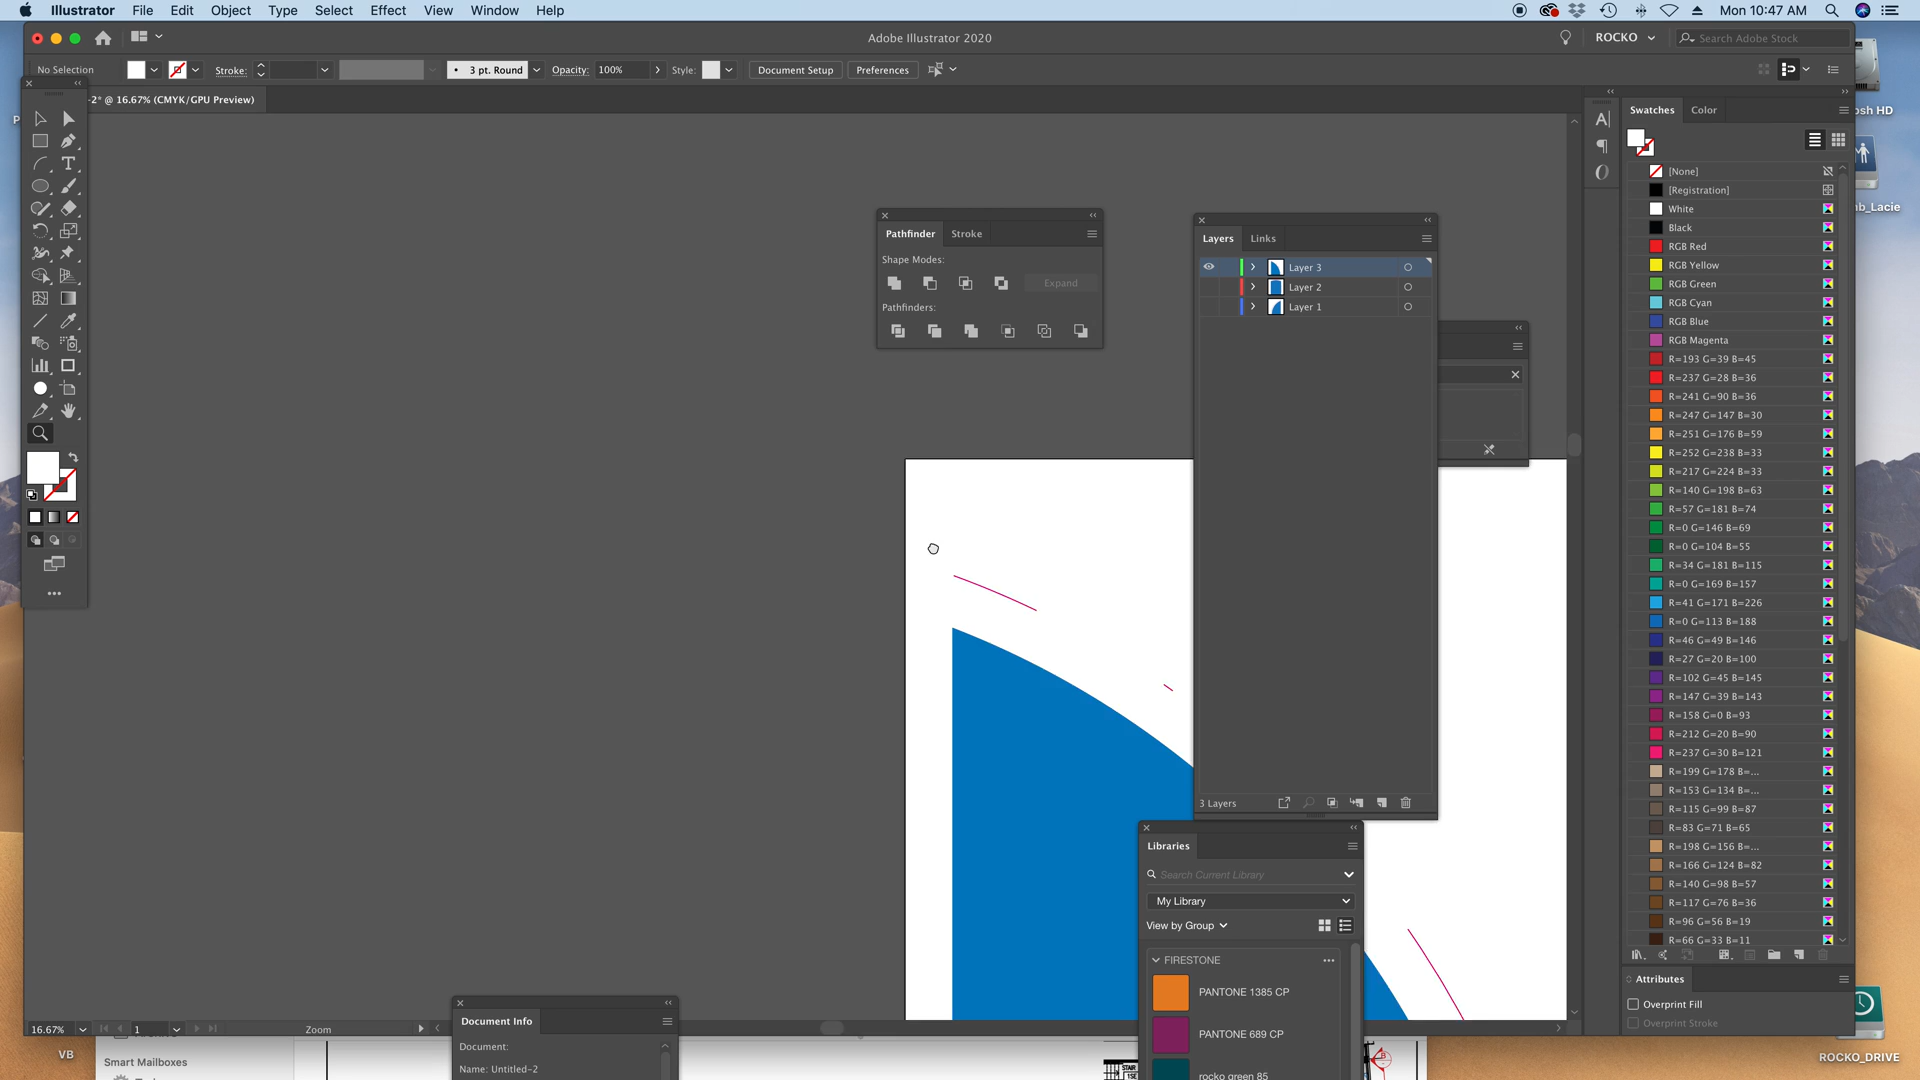 Illustrator File Edit Object Type Select Effect View Window Help
Mon 10:47 AM
Adobe Illustrator 2020
ROCKO
Search Adobe Stock
No Selection
Stroke:
3 pt. Round
Opacity: 100%
Style:
Document Setup
Preferences
-2* @ 16.67% (CMYK/GPU Preview)
Pathfinder Stroke
Shape Modes:
Expand
Pathfinders:
Layers Links
Layer 3
Layer 2
Layer 1
3 Layers
Libraries
Search Current Library
My Library
View by Group
FIRESTONE
PANTONE 1385 CP
PANTONE 689 CP
rocko green 85
Swatches Color
[None]
[Registration]
White
Black
RGB Red
RGB Yellow
RGB Green
RGB Cyan
RGB Blue
RGB Magenta
R=193 G=39 B=45
R=237 G=28 B=36
R=241 G=90 B=36
R=247 G=147 B=30
R=251 G=176 B=59
R=252 G=238 B=33
R=217 G=224 B=33
R=140 G=198 B=63
R=57 G=181 B=74
R=0 G=146 B=69
R=0 G=104 B=55
R=34 G=181 B=115
R=0 G=169 B=157
R=41 G=171 B=226
R=0 G=113 B=188
R=46 G=49 B=146
R=27 G=20 B=100
R=102 G=45 B=145
R=147 G=39 B=143
R=158 G=0 B=93
R=212 G=20 B=90
R=237 G=30 B=121
R=199 G=178 B=...
R=153 G=134 B=...
R=115 G=99 B=87
R=83 G=71 B=65
R=198 G=156 B=...
R=166 G=124 B=82
R=140 G=98 B=57
R=117 G=76 B=36
R=96 G=56 B=19
R=66 G=33 B=11
Attributes
Overprint Fill
Overprint Stroke
osh HD
b_Lacie
ROCKO_DRIVE
16.67%
1
Zoom
Document Info
Document:
Name: Untitled-2
VB
Smart Mailboxes
STAIR